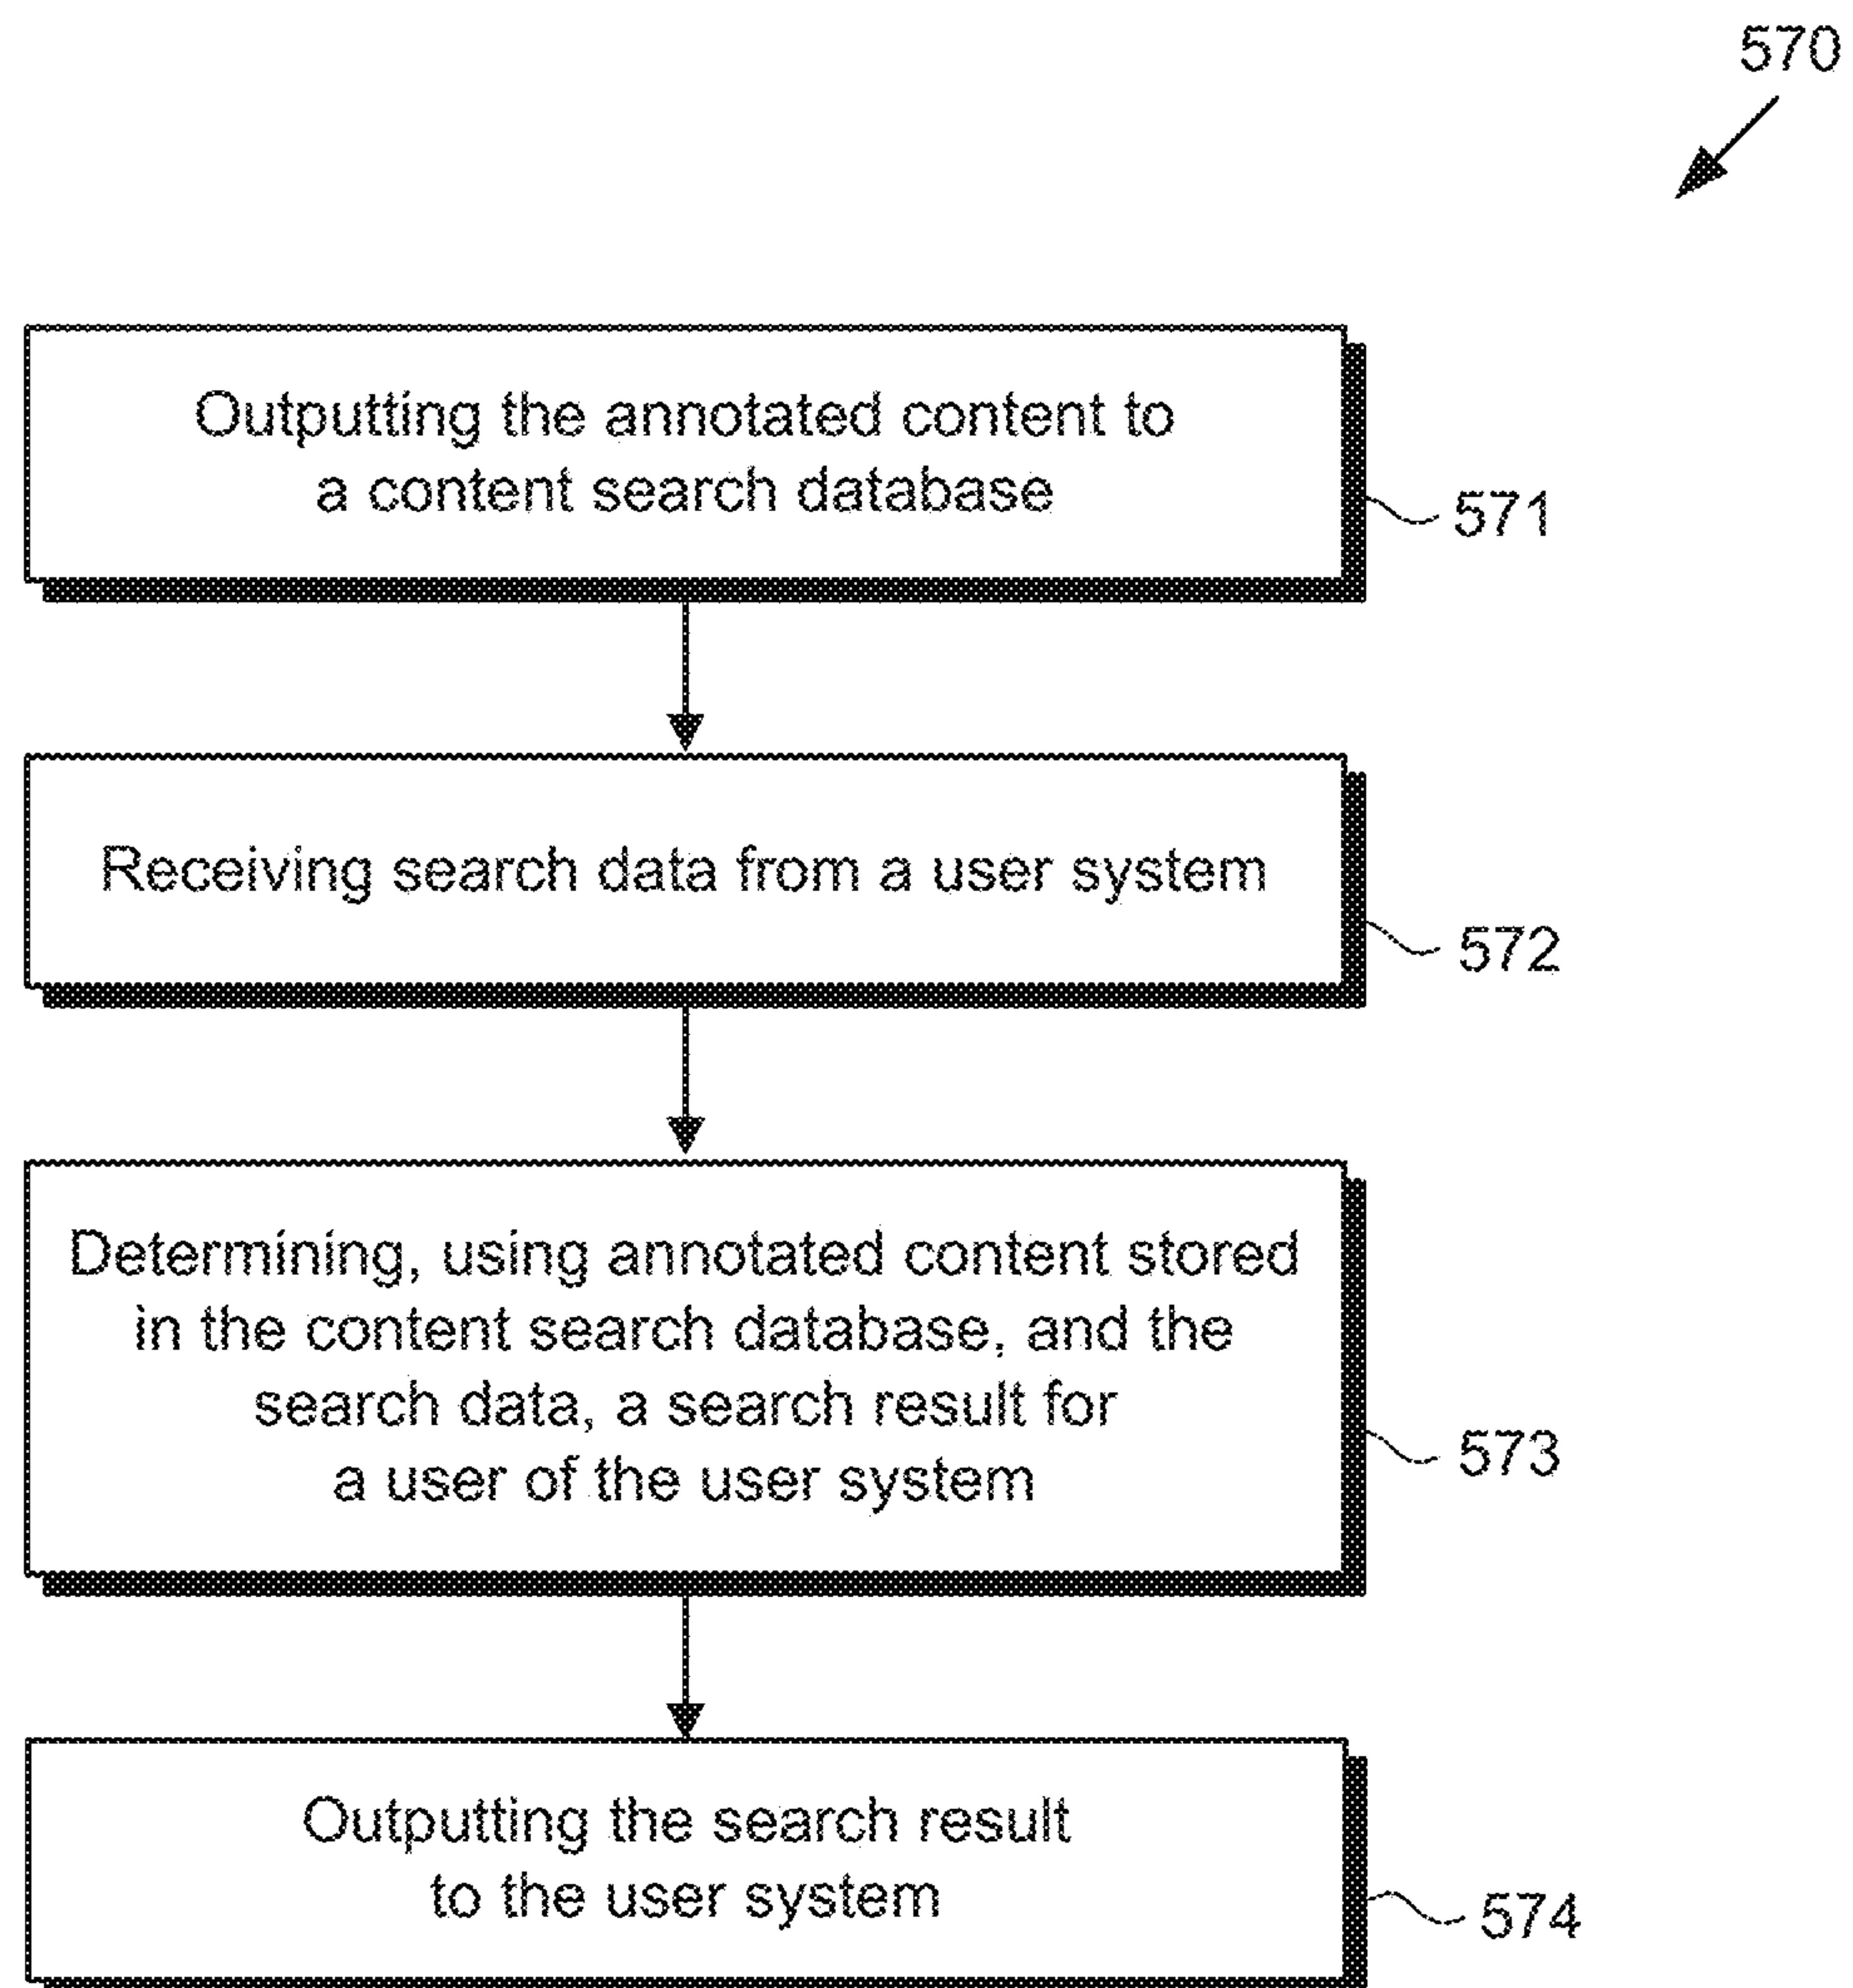 570
Outputting the annotated content to
a content search database
571
Receiving search data from a user system
572
Determining, using annotated content stored
in the content search database, and the
search data, a search result for
a user of the user system
573
Outputting the search result
to the user system
574